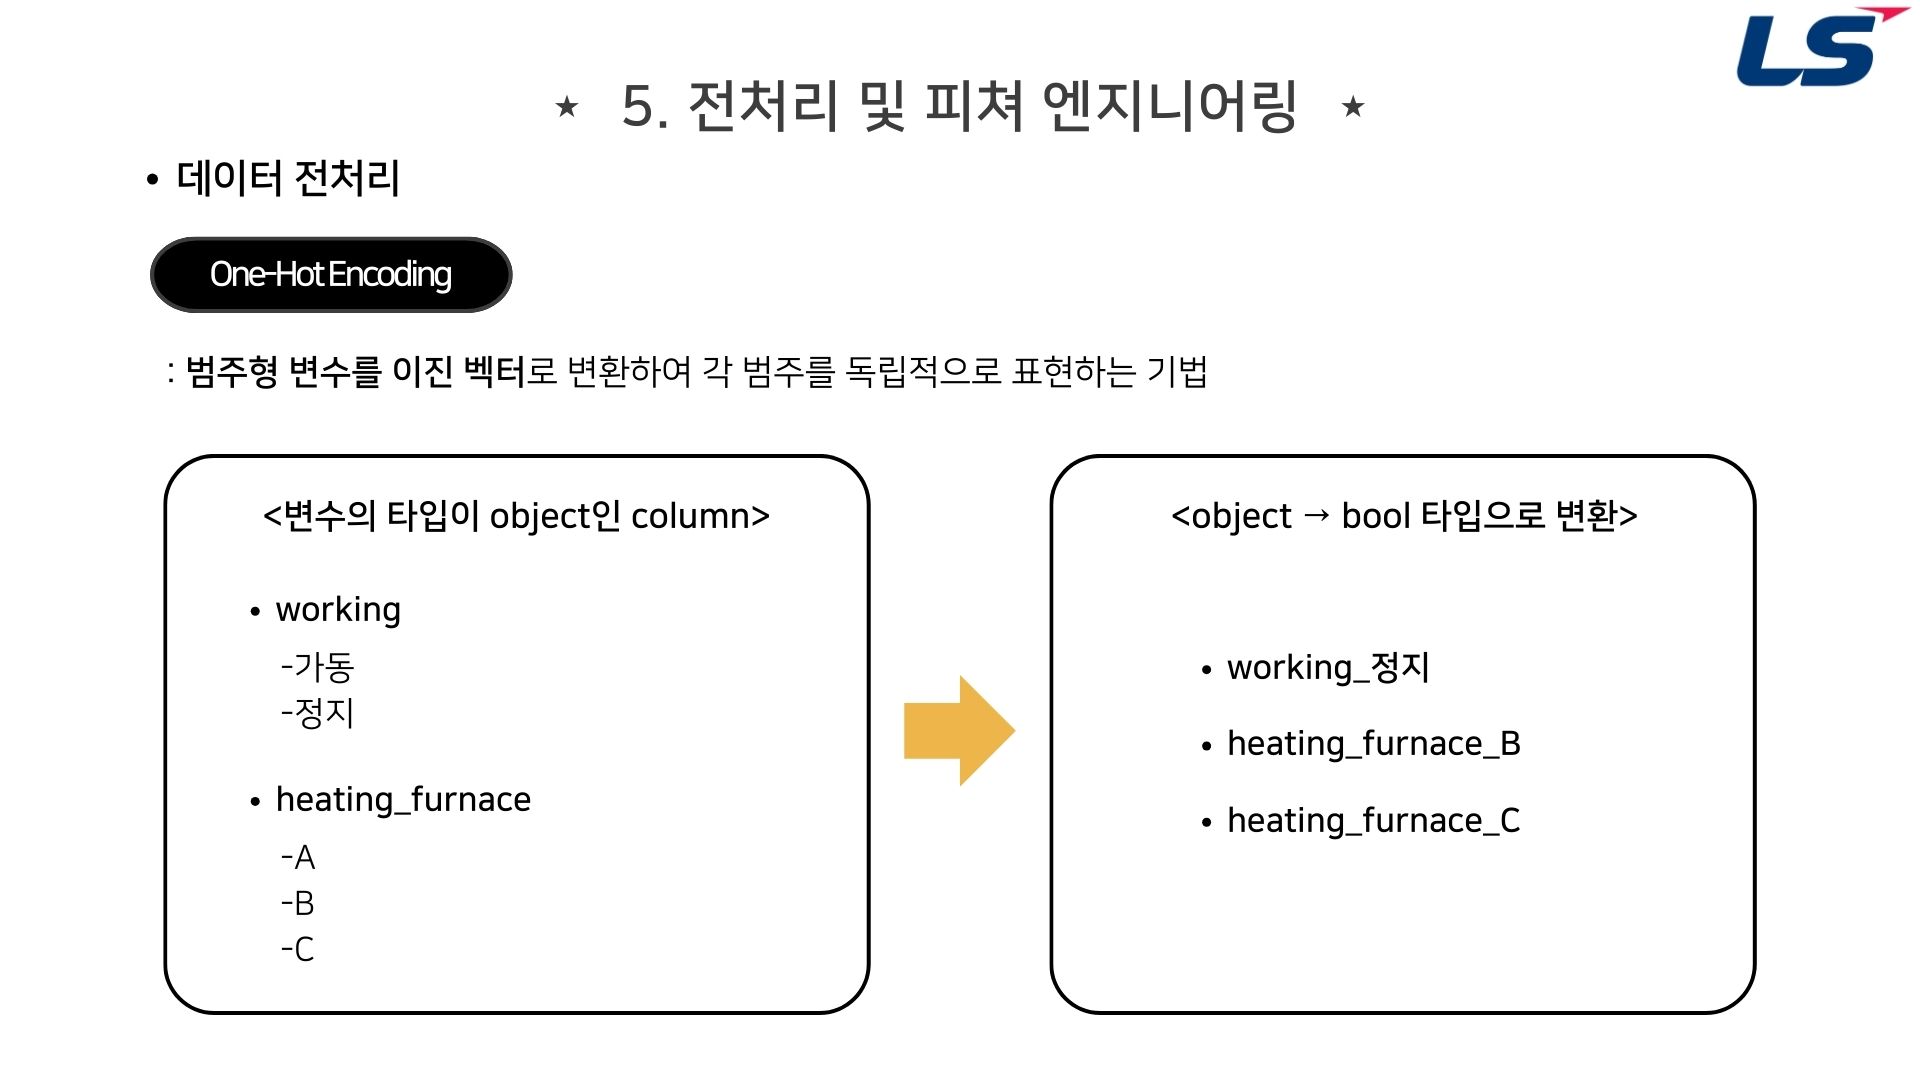 LS
★ 5. 전처리 및 피쳐 엔지니어링 ★
• 데이터 전처리
One-Hot Encoding
: 범주형 변수를 이진 벡터로 변환하여 각 범주를 독립적으로 표현하는 기법
<변수의 타입이 object인 column>
• working
-가동
-정지
• heating_furnace
-A
-B
-C
<object → bool 타입으로 변환>
• working_정지
• heating_furnace_B
• heating_furnace_C